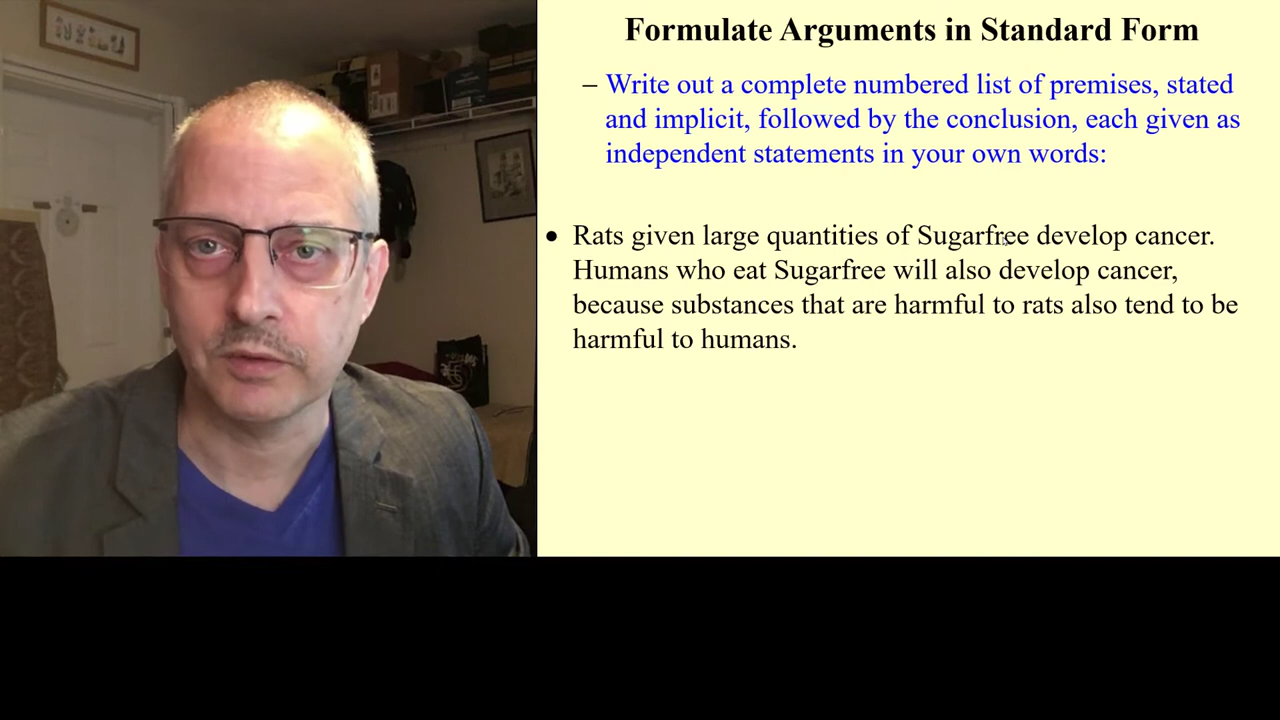 Formulate Arguments in Standard Form
– Write out a complete numbered list of premises, stated
and implicit, followed by the conclusion, each given as
independent statements in your own words:
• Rats given large quantities of Sugarfree develop cancer.
Humans who eat Sugarfree will also develop cancer,
because substances that are harmful to rats also tend to be
harmful to humans.